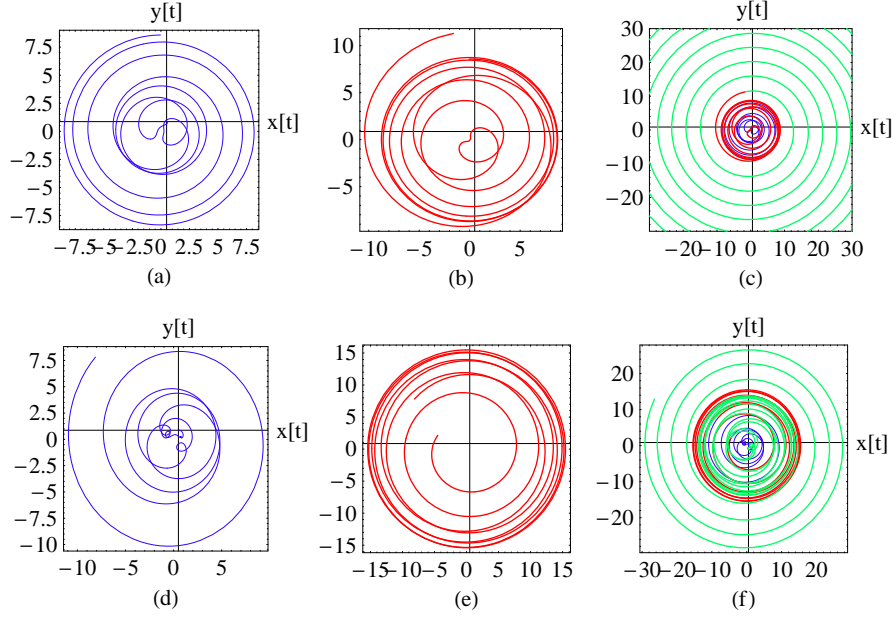 y[t] y[t]
7.5 10 30
5 20
2.5 5 10
0 x[t] 0 0 x[t]
−2.5 −10
−5 −5 −20
−7.5
−7.5−5−2.5 0 2.5 5 7.5 −10 −5 0 5 −20−10 0 10 20 30
(a) (b) (c)
y[t] y[t]
7.5 15
5 10 20
2.5 5 10
0 x[t] 0 0 x[t]
−2.5 −5 −10
−5
−7.5 −10 −20
−10 −15
−10 −5 0 5 −15−10−5 0 5 10 15 −30−20−10 0 10 20
(d) (e) (f)